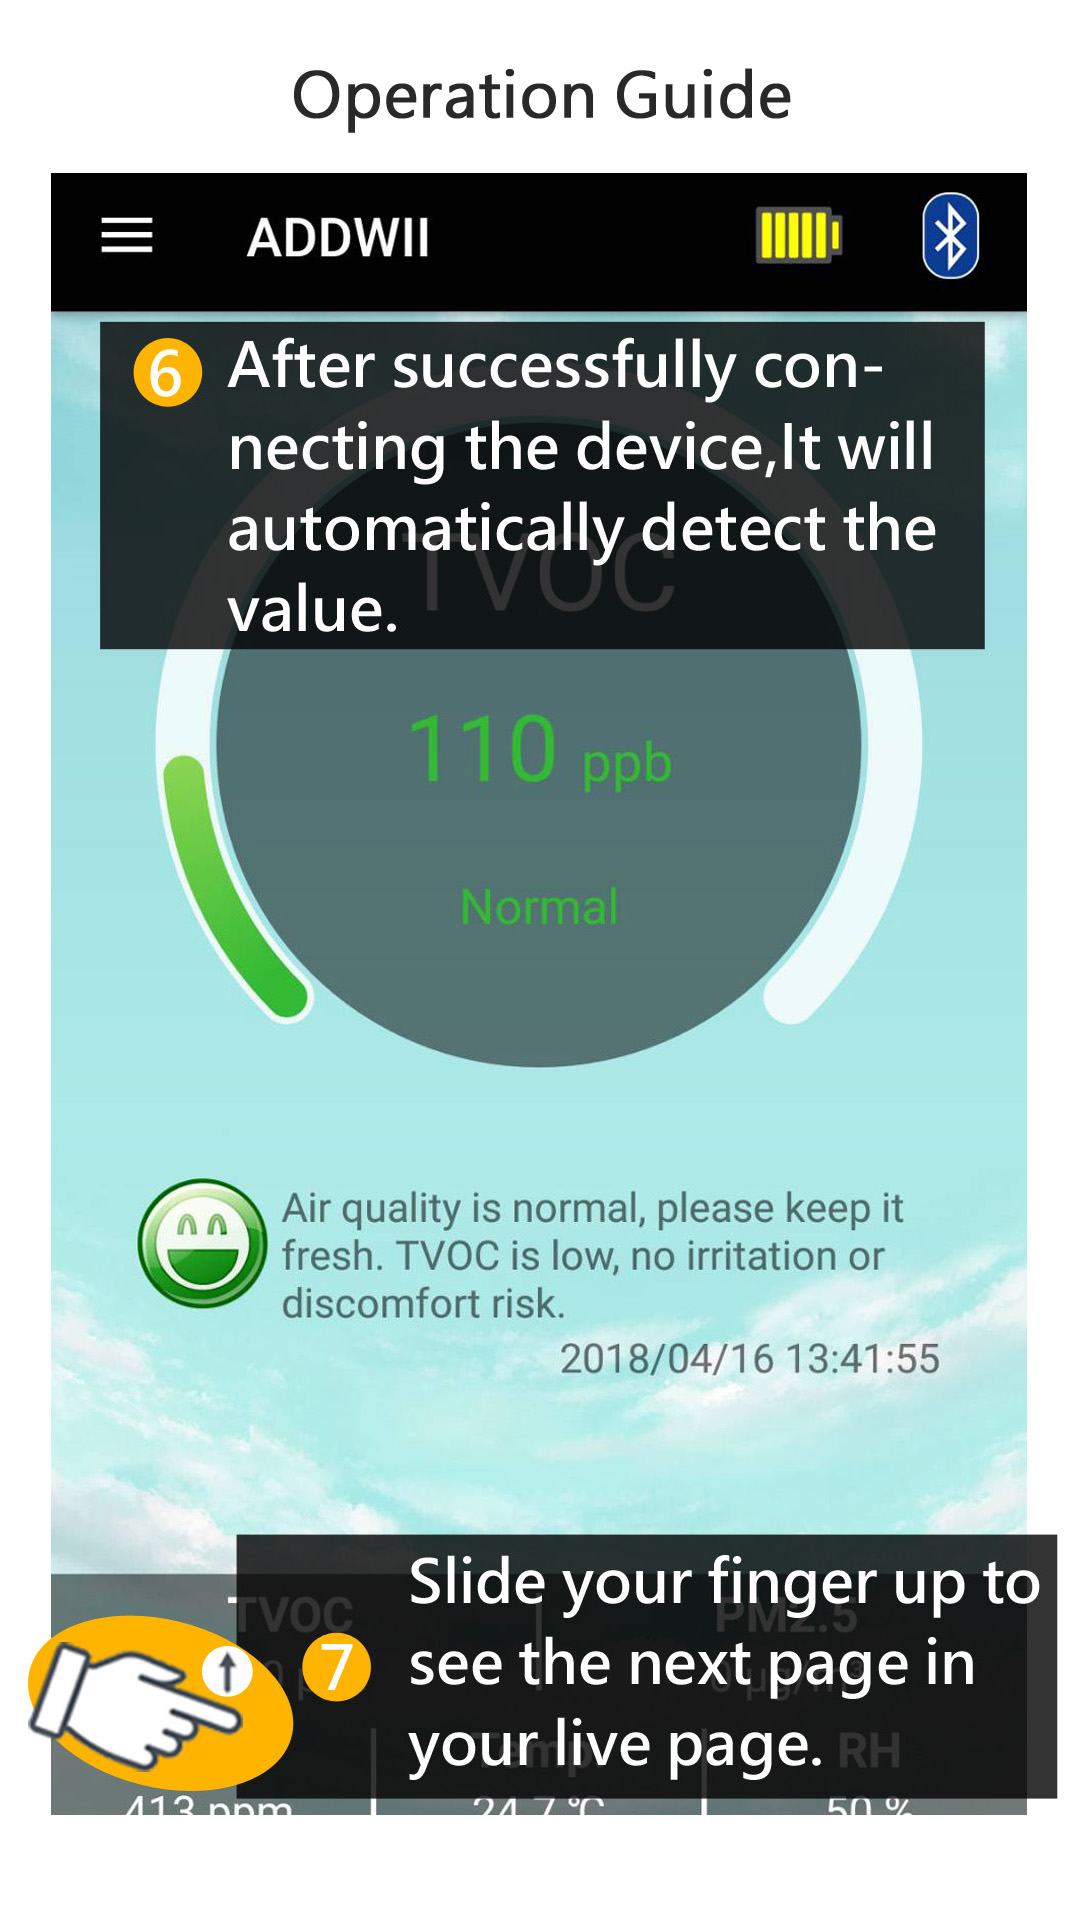 Operation Guide
ADDWII
6 After successfully con-
necting the device,It will
automatically detect the
value.
TVOC
110 ppb
Normal
Air quality is normal, please keep it
fresh. TVOC is low, no irritation or
discomfort risk.
2018/04/16 13:41:55
7 Slide your finger up to
see the next page in
your live page.
TVOC PM2.5
Temp. RH
413 ppm 24.7 °C 50 %